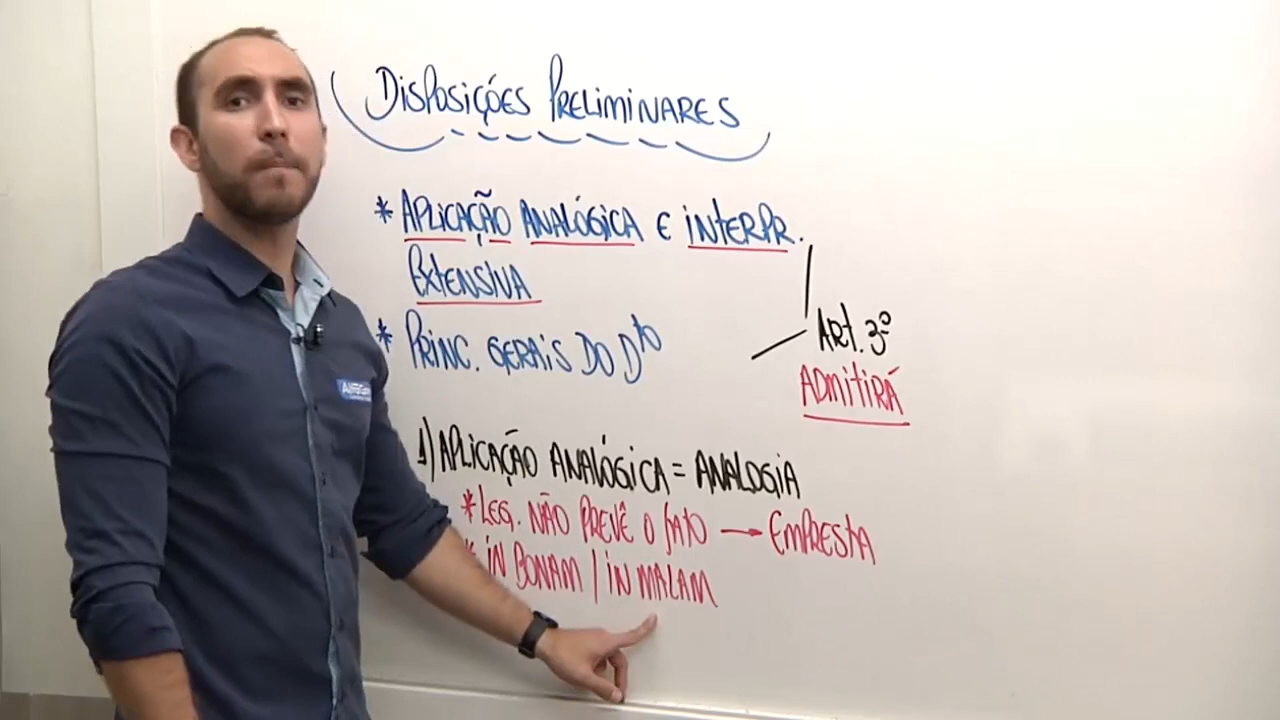 Disposições Preliminares
* Aplicação Analógica e Interpr.
Extensiva
* Princ. Gerais do Dto
Art. 3º
Admitirá
1) Aplicação Analógica = Analogia
* Leg. não prevê o fato → Empresta
* in bonam / in malam